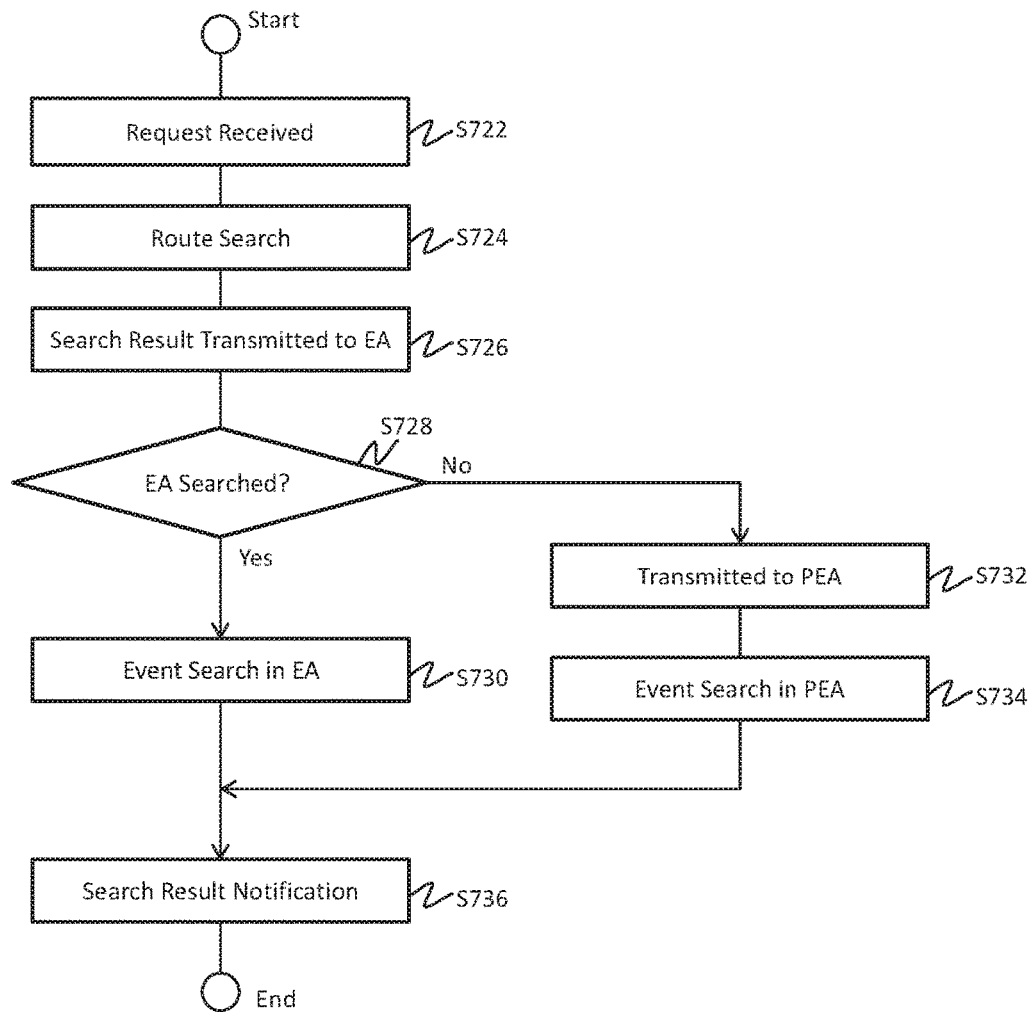 Start
Request Received
S722
Route Search
S724
Search Result Transmitted to EA
S726
S728
EA Searched?
No
Yes
Transmitted to PEA
S732
Event Search in EA
S730
Event Search in PEA
S734
Search Result Notification
S736
End